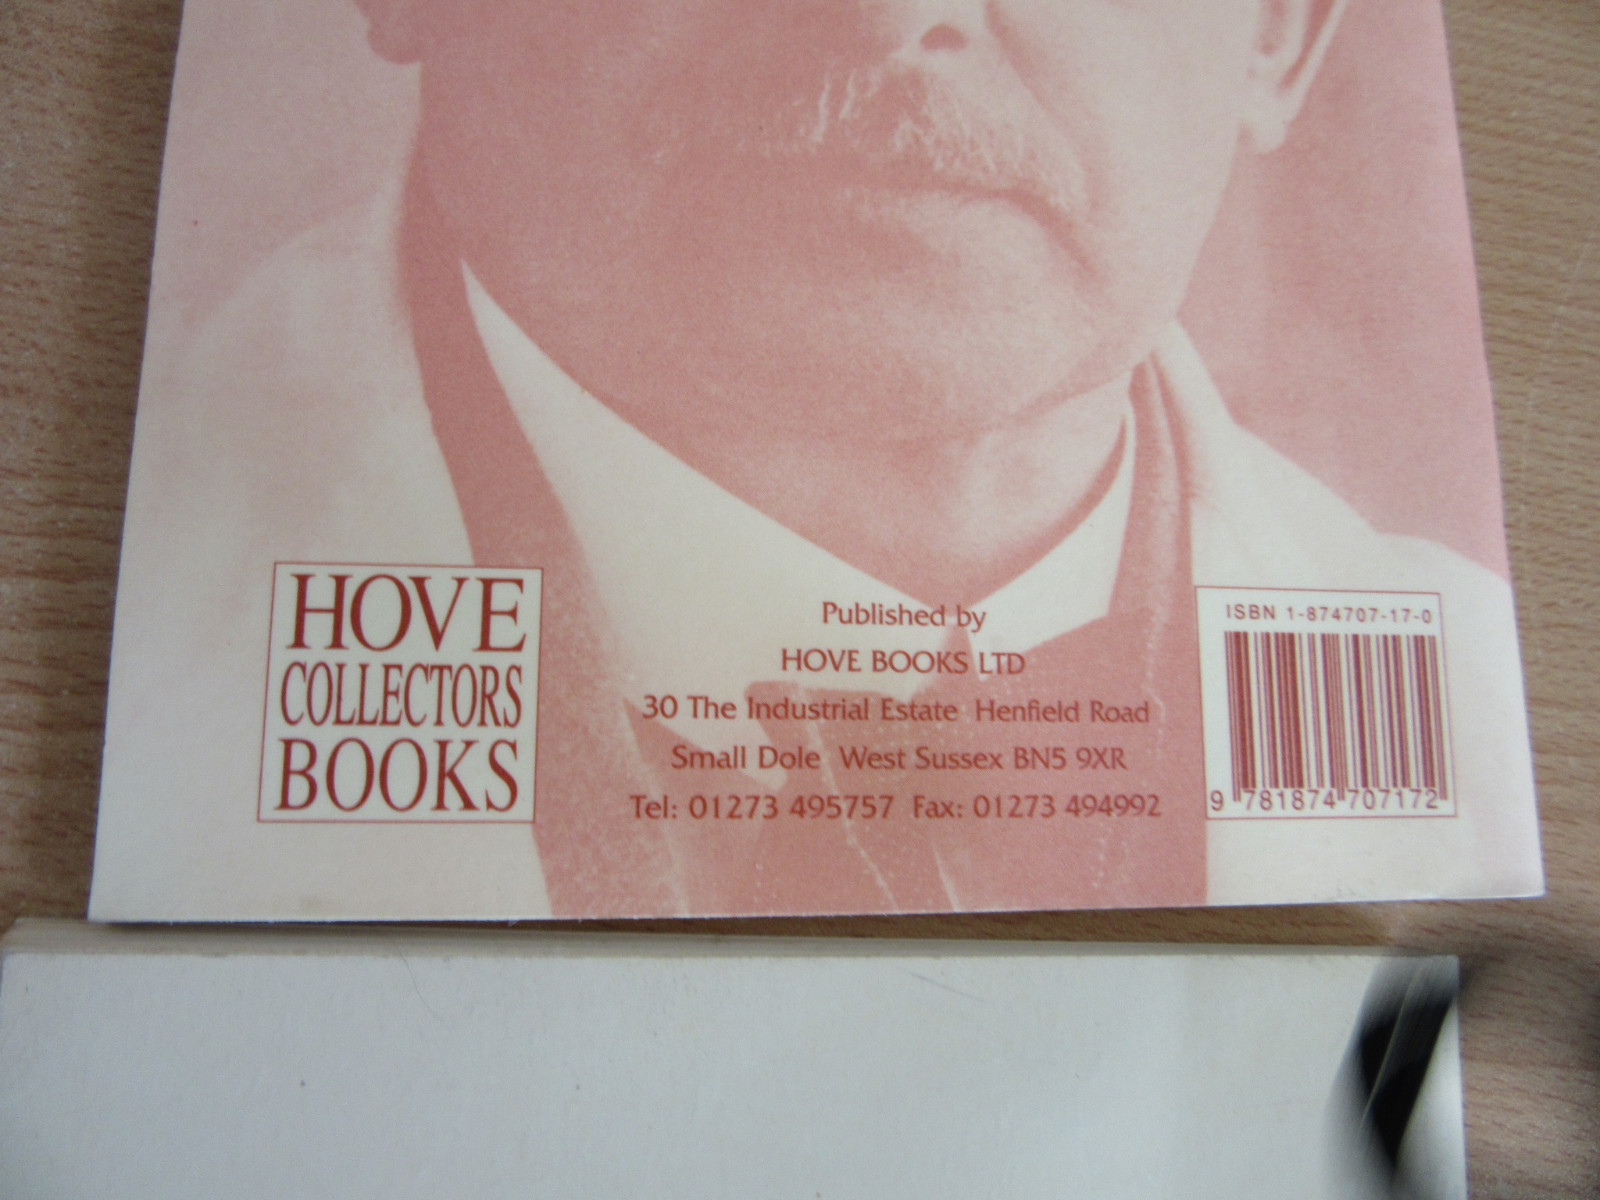 HOVE
COLLECTORS
BOOKS
Published by
HOVE BOOKS LTD
30 The Industrial Estate Henfield Road
Small Dole West Sussex BN5 9XR
Tel: 01273 495757 Fax: 01273 494992
ISBN 1-874707-17-0
9 781874 707172